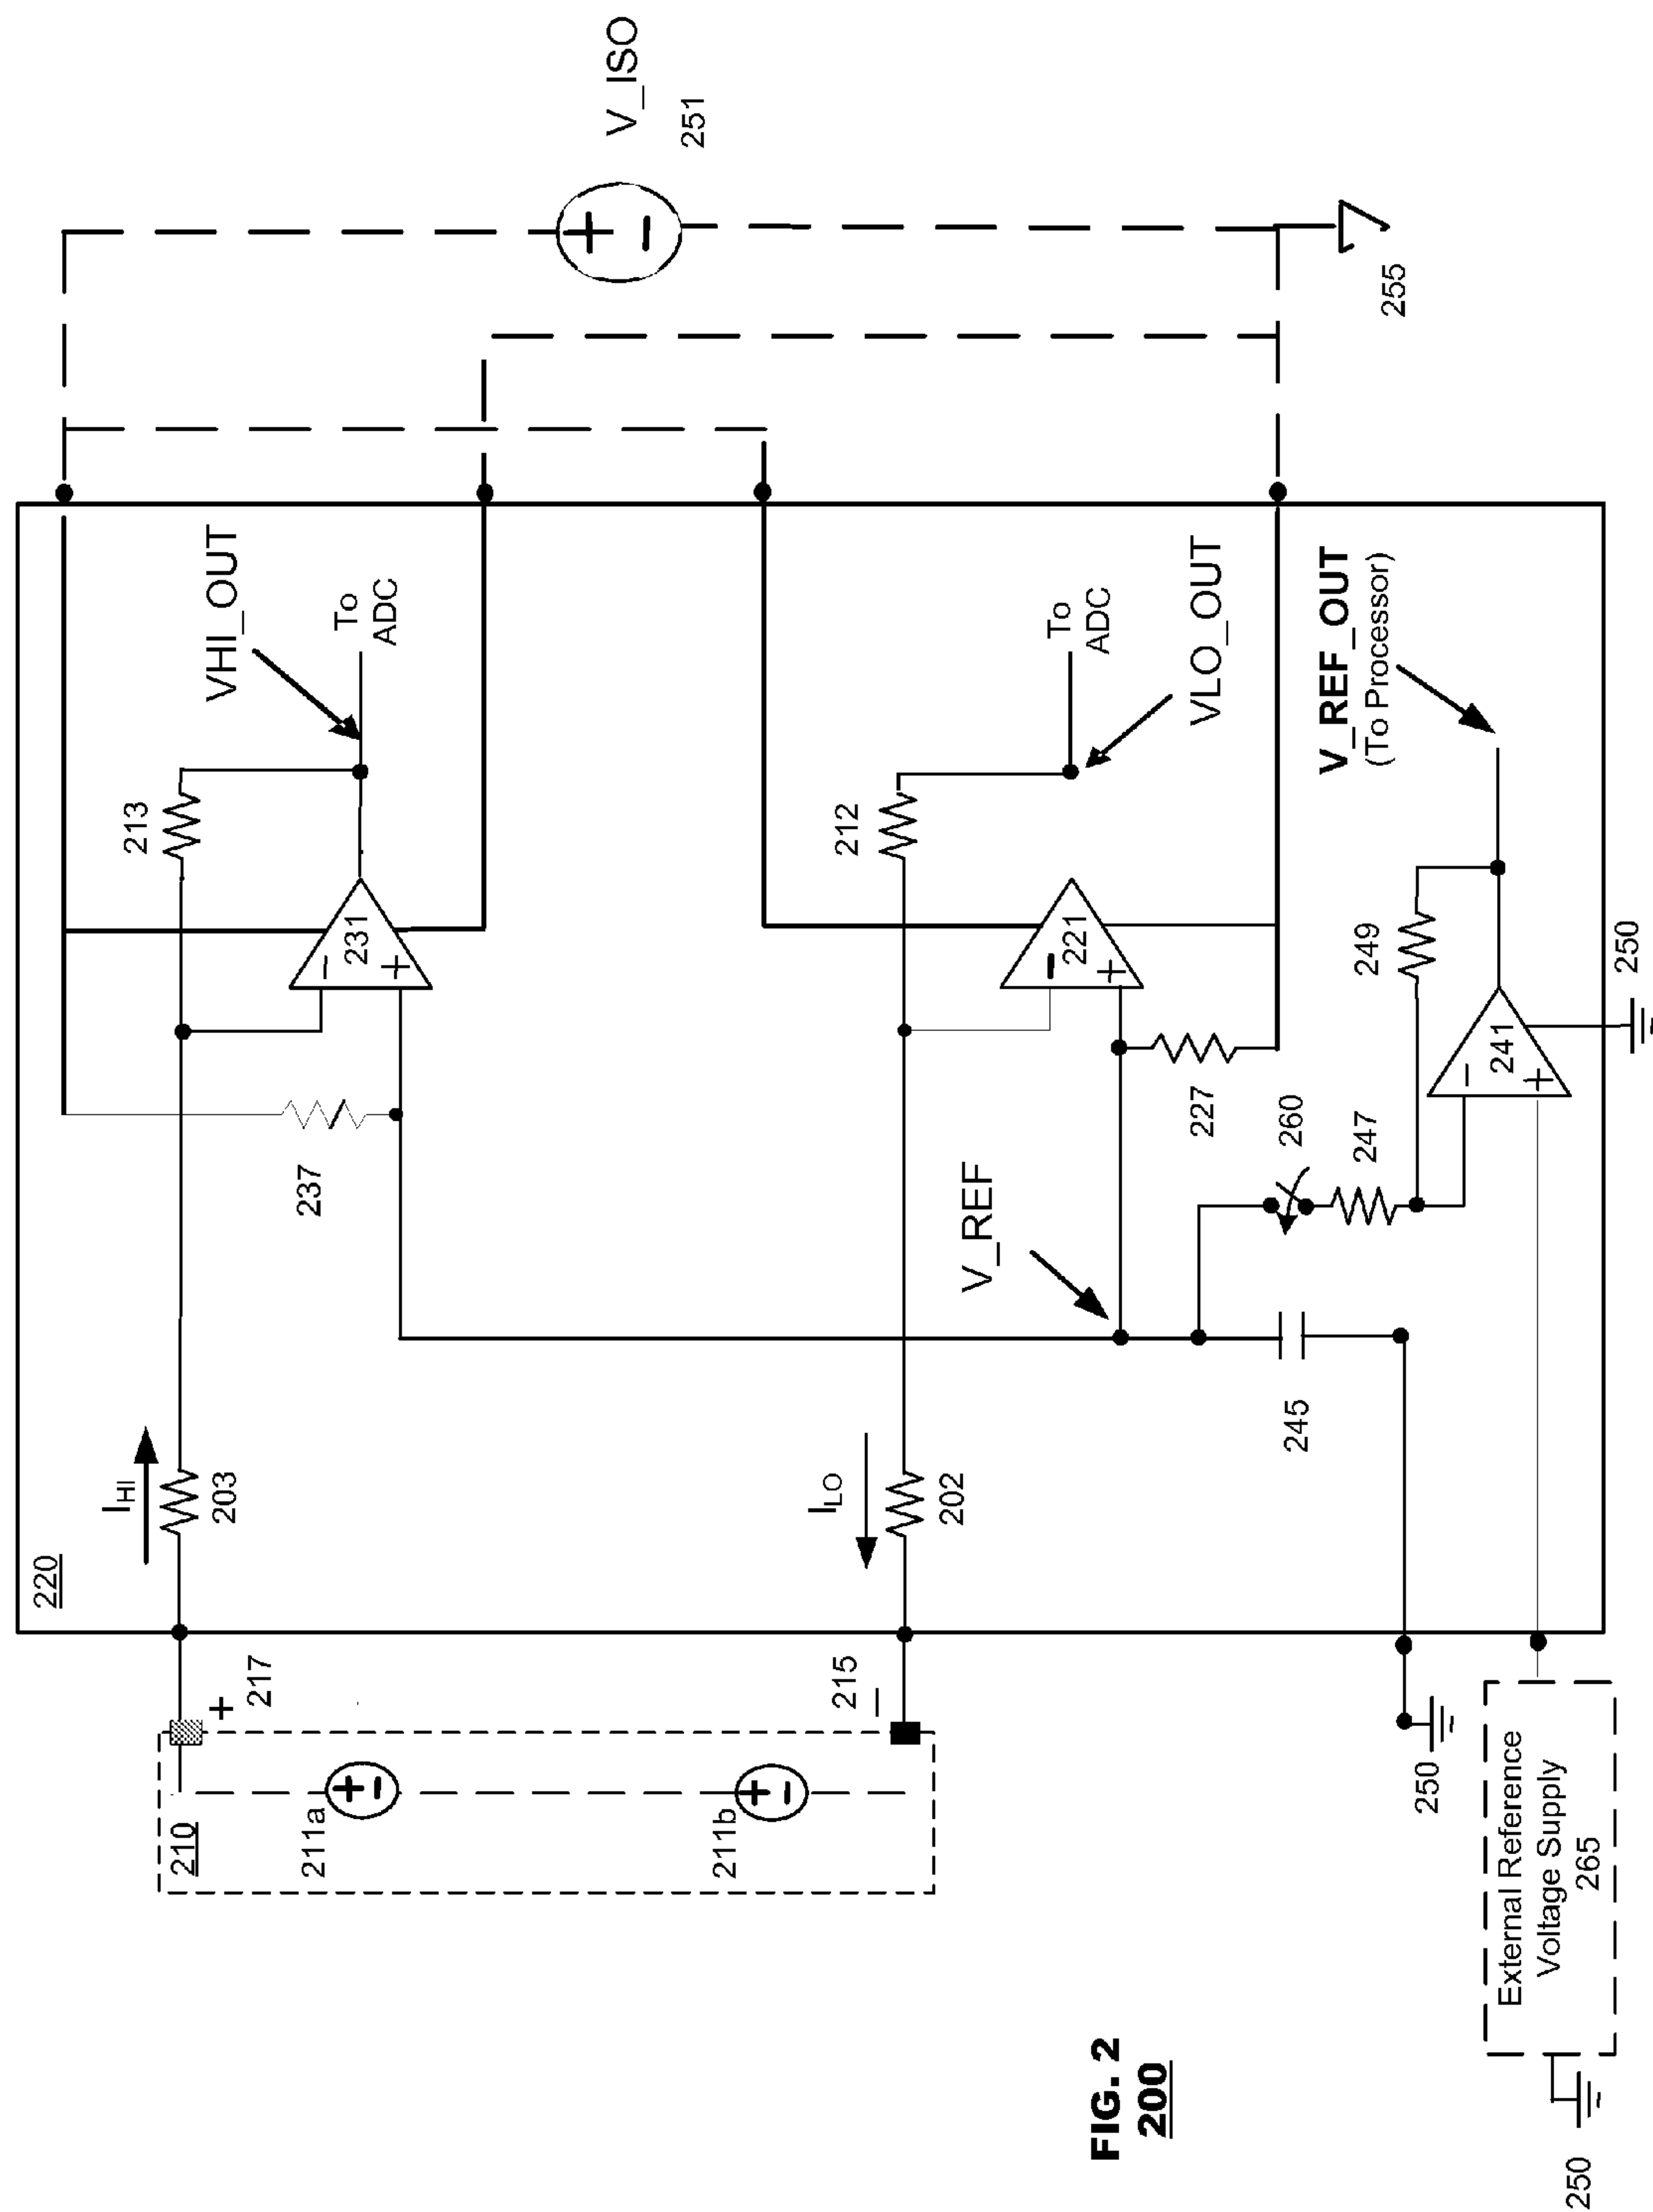 220
I_HI
203
213
VHI_OUT
To
ADC
-
+
231
237
V_ISO
251
+
-
210
+
217
211a
+
-
211b
+
-
215
-
I_LO
202
212
To
ADC
VLO_OUT
-
+
221
V_REF
227
255
260
247
249
V_REF_OUT
(To Processor)
-
+
241
250
245
250
External Reference
Voltage Supply
265
250
FIG. 2
200